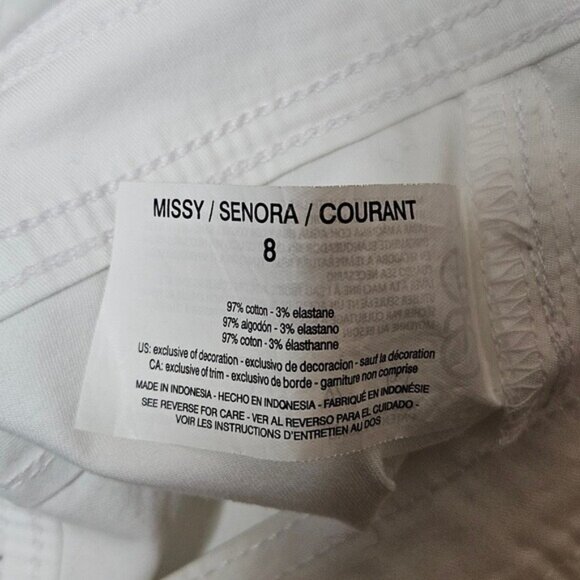 MISSY / SENORA / COURANT
8
97% cotton - 3% elastane
97% algodón - 3% elastano
97% coton - 3% élasthanne
US: exclusive of decoration - exclusivo de decoracion - sauf la décoration
CA: exclusive of trim - exclusivo de borde - garniture non comprise
MADE IN INDONESIA - HECHO EN INDONESIA - FABRIQUÉ EN INDONÉSIE
SEE REVERSE FOR CARE - VER AL REVERSO PARA EL CUIDADO -
VOIR LES INSTRUCTIONS D'ENTRETIEN AU DOS